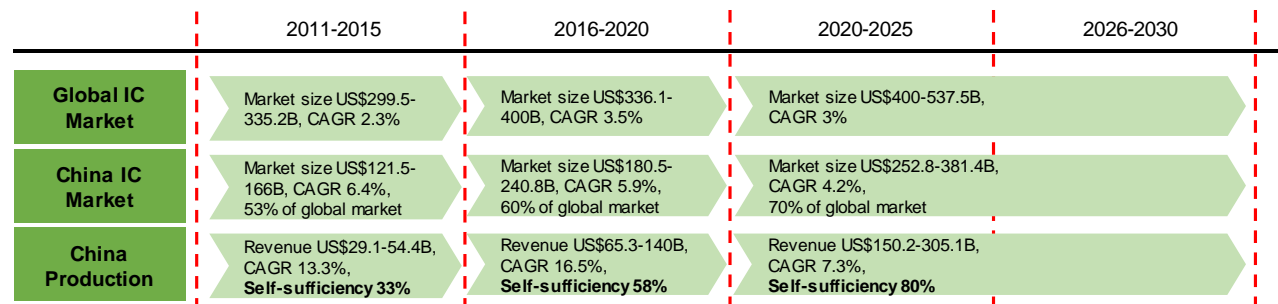 2011-2015
2016-2020
2020-2025
2026-2030
Global IC
Market
Market size US$299.5-
335.2B, CAGR 2.3%
Market size US$336.1-
400B, CAGR 3.5%
Market size US$400-537.5B,
CAGR 3%
China IC
Market
Market size US$121.5-
166B, CAGR 6.4%,
53% of global market
Market size US$180.5-
240.8B, CAGR 5.9%,
60% of global market
Market size US$252.8-381.4B,
CAGR 4.2%,
70% of global market
China
Production
Revenue US$29.1-54.4B,
CAGR 13.3%,
Self-sufficiency 33%
Revenue US$65.3-140B,
CAGR 16.5%,
Self-sufficiency 58%
Revenue US$150.2-305.1B,
CAGR 7.3%,
Self-sufficiency 80%